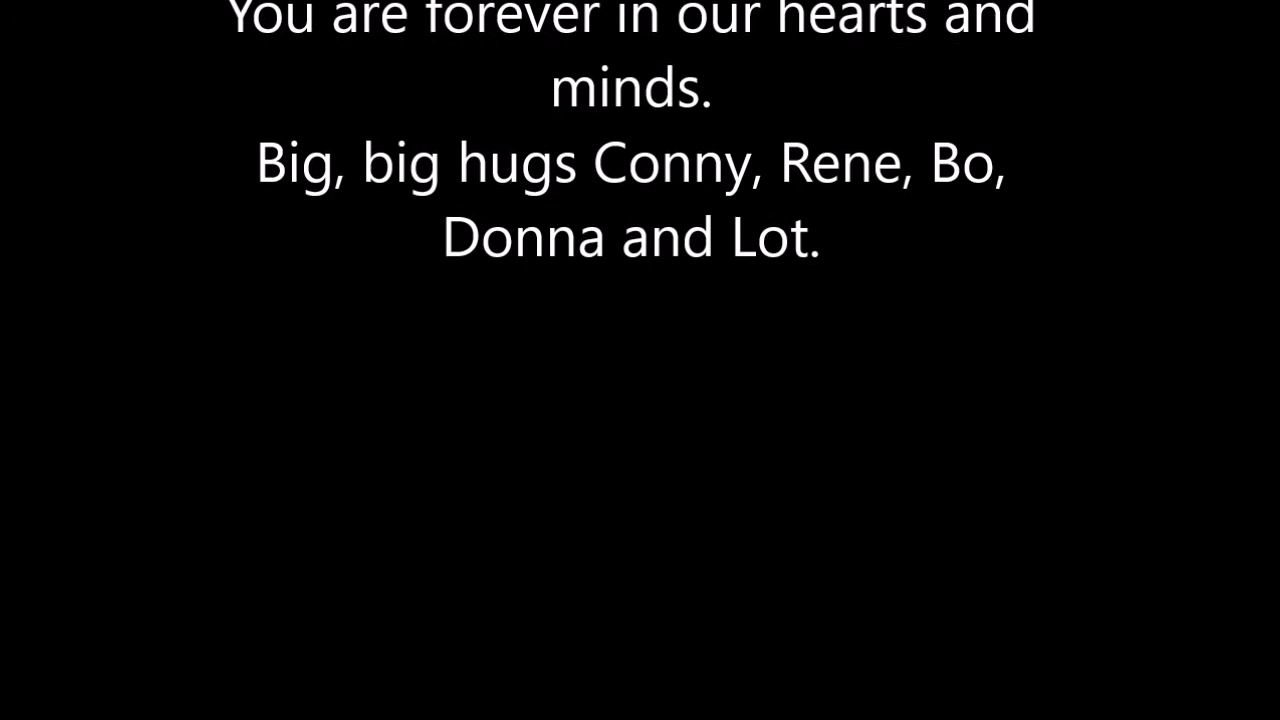 You are forever in our hearts and
minds.
Big, big hugs Conny, Rene, Bo,
Donna and Lot.